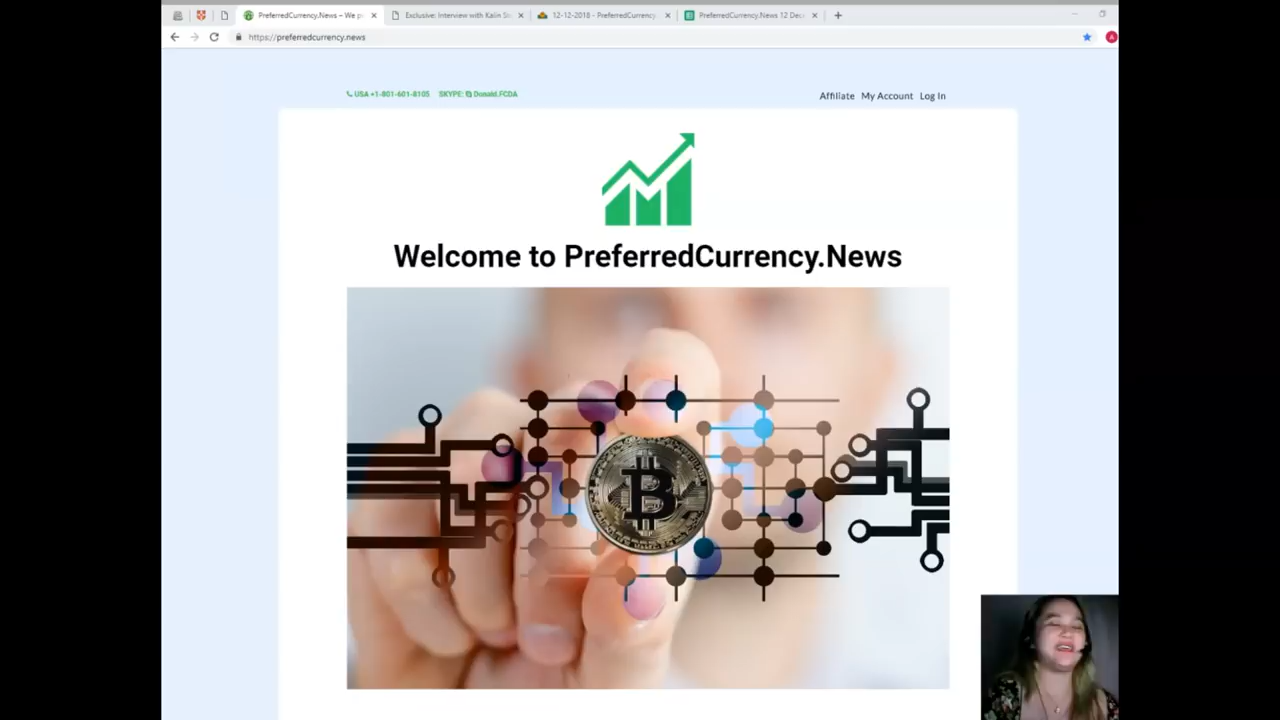 PreferredCurrency.News – We p
Exclusive: Interview with Kalin St
12-12-2018 - PreferredCurrency
PreferredCurrency.News 12 Dec
https://preferredcurrency.news
A
USA +1-801-601-8105 SKYPE: Donald.FCDA
Affiliate My Account Log In
Welcome to PreferredCurrency.News
B